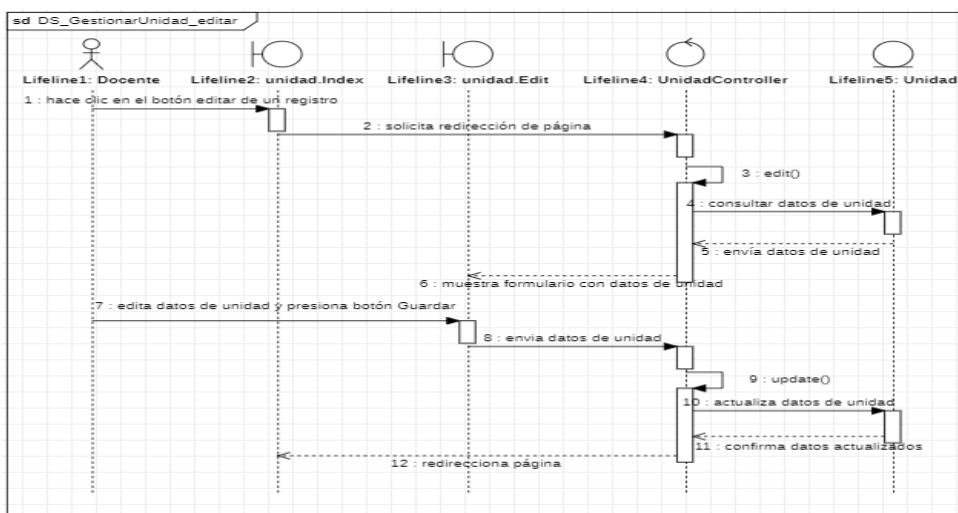 sd DS_GestionarUnidad_editar
Lifeline1: Docente
Lifeline2: unidad.Index
Lifeline3: unidad.Edit
Lifeline4: UnidadController
Lifeline5: Unidad
1 : hace clic en el botón editar de un registro
2 : solicita redirección de página
3 : edit()
4 : consultar datos de unidad
5 : envía datos de unidad
6 : muestra formulario con datos de unidad
7 : edita datos de unidad y presiona botón Guardar
8 : envia datos de unidad
9 : update()
10 : actualiza datos de unidad
11 : confirma datos actualizados
12 : redirecciona página